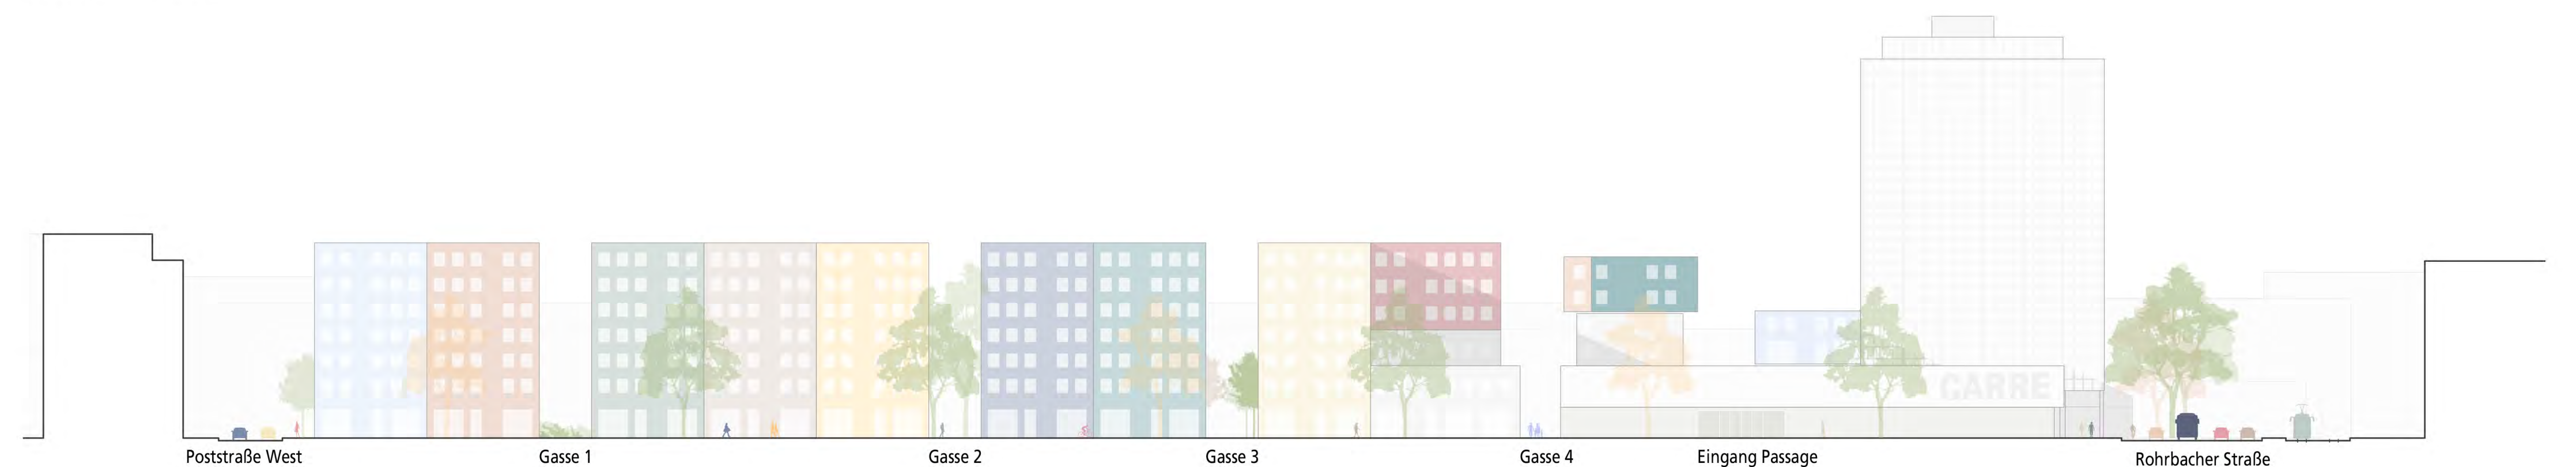 CARRE
Poststraße West
Gasse 1
Gasse 2
Gasse 3
Gasse 4
Eingang Passage
Rohrbacher Straße